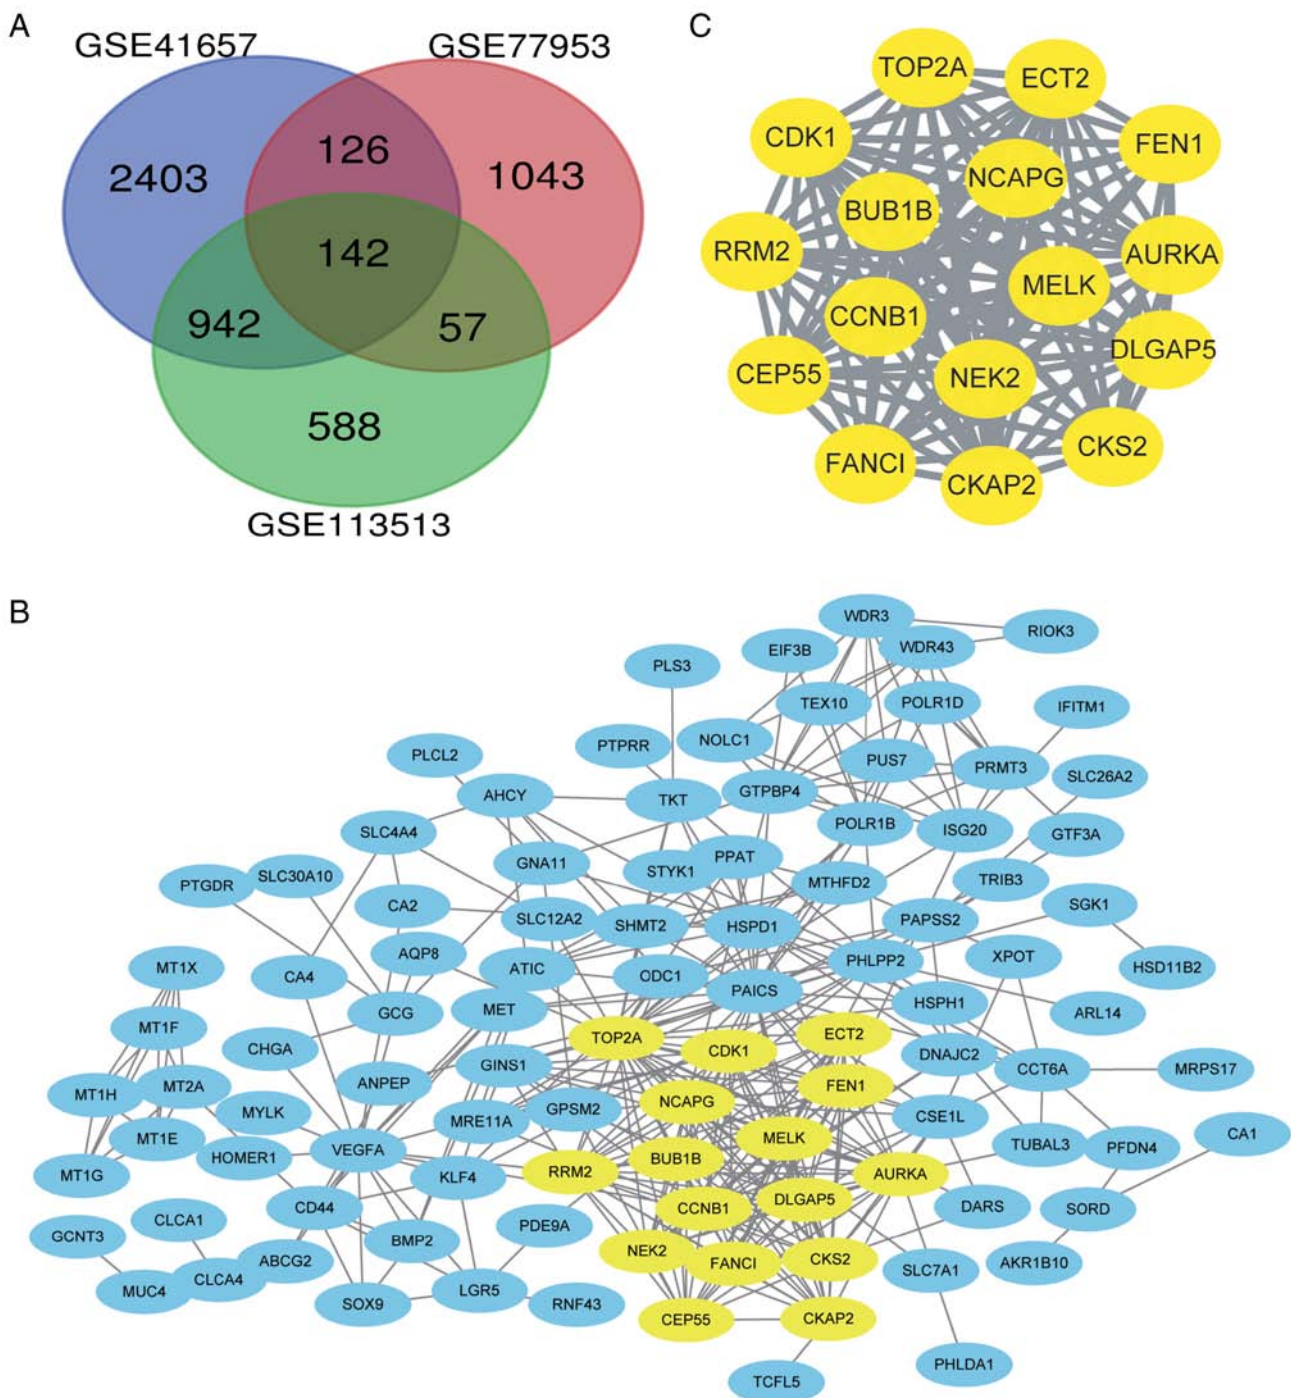 A
GSE41657
GSE77953
2403
126
1043
142
942
57
588
GSE113513
C
TOP2A
ECT2
CDK1
FEN1
NCAPG
BUB1B
RRM2
AURKA
MELK
CCNB1
DLGAP5
CEP55
NEK2
CKS2
FANCI
CKAP2
B
WDR3
RIOK3
EIF3B
WDR43
PLS3
TEX10
POLR1D
IFITM1
PTPRR
NOLC1
PLCL2
PUS7
PRMT3
SLC26A2
AHCY
TKT
GTPBP4
SLC4A4
POLR1B
ISG20
GTF3A
GNA11
STYK1
PPAT
PTGDR
SLC30A10
MTHFD2
TRIB3
CA2
SLC12A2
SHMT2
HSPD1
PAPSS2
SGK1
AQP8
MT1X
CA4
ATIC
ODC1
PHLPP2
XPOT
HSD11B2
PAICS
MET
HSPH1
GCG
ARL14
MT1F
TOP2A
ECT2
CHGA
CDK1
DNAJC2
GINS1
CCT6A
MRPS17
MT1H
MT2A
ANPEP
FEN1
NCAPG
MYLK
MRE11A
GPSM2
CSE1L
MT1E
MELK
CA1
HOMER1
VEGFA
TUBAL3
PFDN4
MT1G
BUB1B
RRM2
KLF4
AURKA
CD44
CCNB1
DLGAP5
DARS
SORD
CLCA1
PDE9A
GCNT3
BMP2
NEK2
FANCI
CKS2
ABCG2
SLC7A1
AKR1B10
MUC4
CLCA4
LGR5
SOX9
RNF43
CEP55
CKAP2
PHLDA1
TCFL5